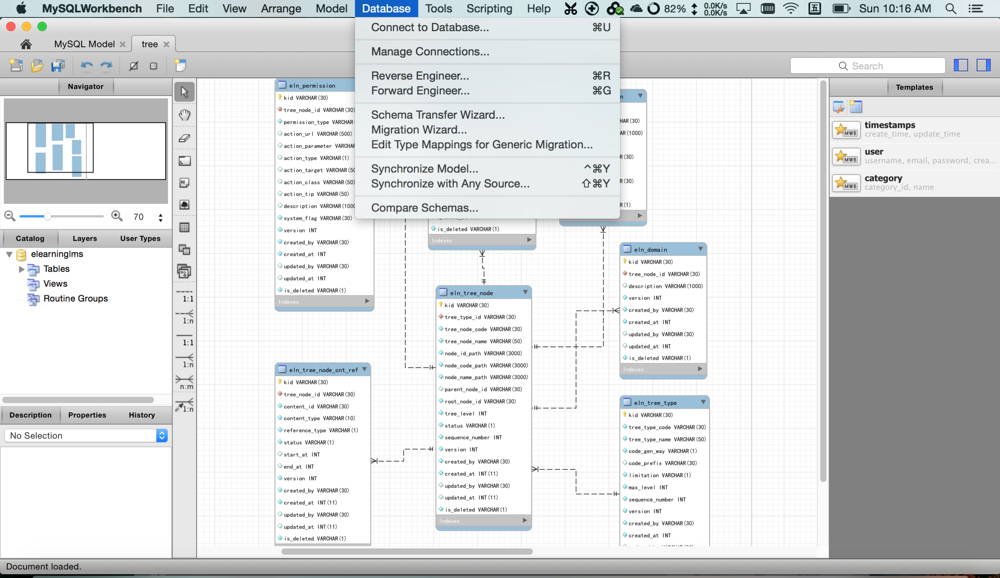 MySQLWorkbench File Edit View Arrange Model Database Tools Scripting Help 82% 0.0K/s 0.0K/s 五 Sun 10:16 AM
MySQL Model tree
Search
Connect to Database... ⌘U
Manage Connections...
Reverse Engineer... ⌘R
Forward Engineer... ⌘G
Schema Transfer Wizard...
Migration Wizard...
Edit Type Mappings for Generic Migration...
Synchronize Model... ^⌘Y
Synchronize with Any Source... ⇧⌘Y
Compare Schemas...
Navigator
70
Catalog Layers User Types
elearninglms
Tables
Views
Routine Groups
Description Properties History
No Selection
1:1
1:n
1:1
1:n
n:m
1:n
eln_permission
kid VARCHAR(30)
tree_node_id VARCHAR(30)
permission_type VARCHAR
action_url VARCHAR(500)
action_parameter VARCHAR
action_type VARCHAR(1)
action_target VARCHAR(50
action_class VARCHAR(50)
action_tip VARCHAR(50)
description VARCHAR(1000
system_flag VARCHAR(30)
version INT
created_by VARCHAR(30)
created_at INT
updated_by VARCHAR(30)
updated_at INT
is_deleted VARCHAR(1)
Indexes
eln_tree_node_cnt_ref
kid VARCHAR(30)
tree_node_id VARCHAR(30)
content_id VARCHAR(30)
content_type VARCHAR(10)
reference_type VARCHAR(1)
status VARCHAR(1)
start_at INT
end_at INT
version INT
created_by VARCHAR(30)
created_at INT(11)
updated_by VARCHAR(30)
updated_at INT(11)
is_deleted VARCHAR(1)
is_deleted VARCHAR(1)
Indexes
eln_tree_node
kid VARCHAR(30)
tree_type_id VARCHAR(30)
tree_node_code VARCHAR(30)
tree_node_name VARCHAR(50)
node_id_path VARCHAR(3000)
node_code_path VARCHAR(3000)
node_name_path VARCHAR(3000)
parent_node_id VARCHAR(30)
root_node_id VARCHAR(30)
tree_level INT
status VARCHAR(1)
sequence_number INT
version INT
created_by VARCHAR(30)
created_at INT(11)
updated_by VARCHAR(30)
updated_at INT(11)
is_deleted VARCHAR(1)
Indexes
n
HAR(30)
AR(1000)
R(30)
R(30)
R(1)
eln_domain
kid VARCHAR(30)
tree_node_id VARCHAR(30)
description VARCHAR(1000)
version INT
created_by VARCHAR(30)
created_at INT
updated_by VARCHAR(30)
updated_at INT
is_deleted VARCHAR(1)
Indexes
eln_tree_type
kid VARCHAR(30)
tree_type_code VARCHAR(30)
tree_type_name VARCHAR(50)
code_gen_way VARCHAR(1)
code_prefix VARCHAR(30)
limitation VARCHAR(1)
max_level INT
sequence_number INT
version INT
created_by VARCHAR(30)
created_at INT
Templates
timestamps
create_time, update_time
user
username, email, password, crea...
category
category_id, name
MWB
MWB
MWB
Document loaded.